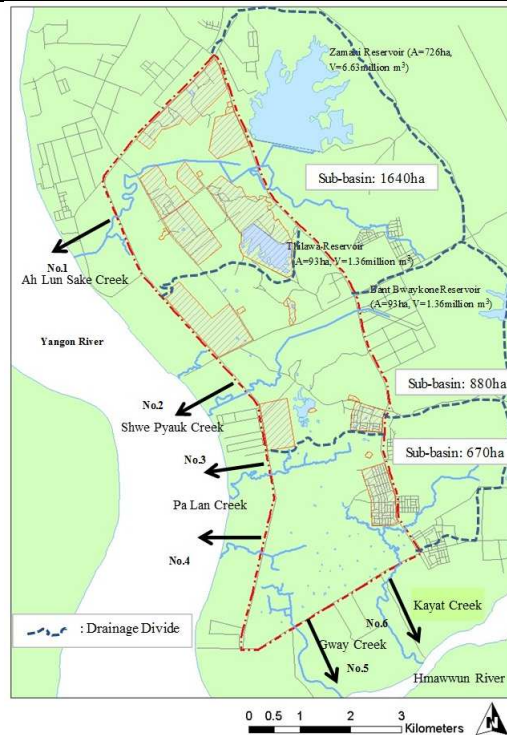 Zamani Reservoir (A=726ha,
V=6.63million m³)
Sub-basin: 1640ha
Thilawa Reservoir
(A=93ha, V=1.36million m³)
No.1
Ah Lun Sake Creek
Bant Bwaykone Reservoir
(A=93ha, V=1.36million m³)
Yangon River
Sub-basin: 880ha
No.2
Shwe Pyauk Creek
Sub-basin: 670ha
No.3
Pa Lan Creek
No.4
Kayat Creek
No.6
: Drainage Divide
Gway Creek
No.5
Hmawwun River
0 0.5 1 2 3
Kilometers
N